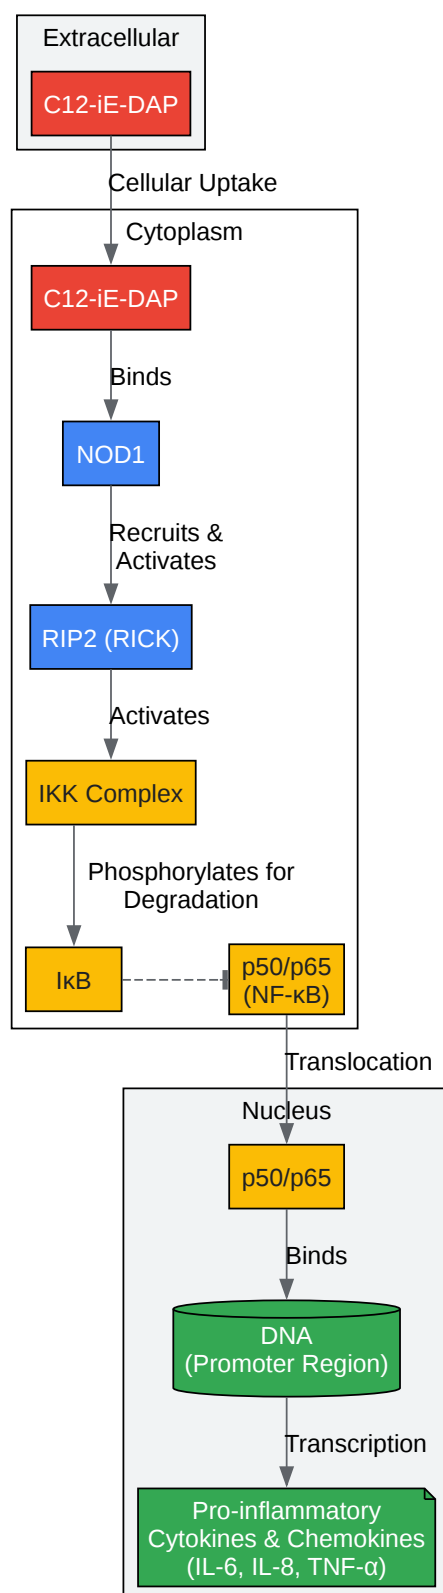 Extracellular
C12-iE-DAP
Cellular Uptake
Cytoplasm
C12-iE-DAP
Binds
NOD1
Recruits &
Activates
RIP2 (RICK)
Activates
IKK Complex
Phosphorylates for
Degradation
IκB
p50/p65
(NF-κB)
Translocation
Nucleus
p50/p65
Binds
DNA
(Promoter Region)
Transcription
Pro-inflammatory
Cytokines & Chemokines
(IL-6, IL-8, TNF-α)